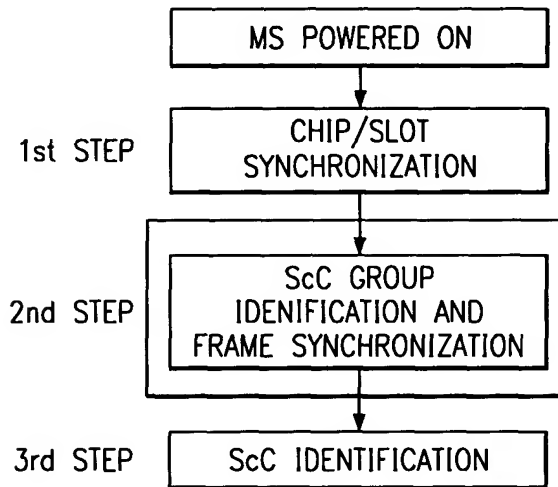 MS POWERED ON
1st STEP
CHIP/SLOT
SYNCHRONIZATION
2nd STEP
ScC GROUP
IDENIFICATION AND
FRAME SYNCHRONIZATION
3rd STEP
ScC IDENTIFICATION